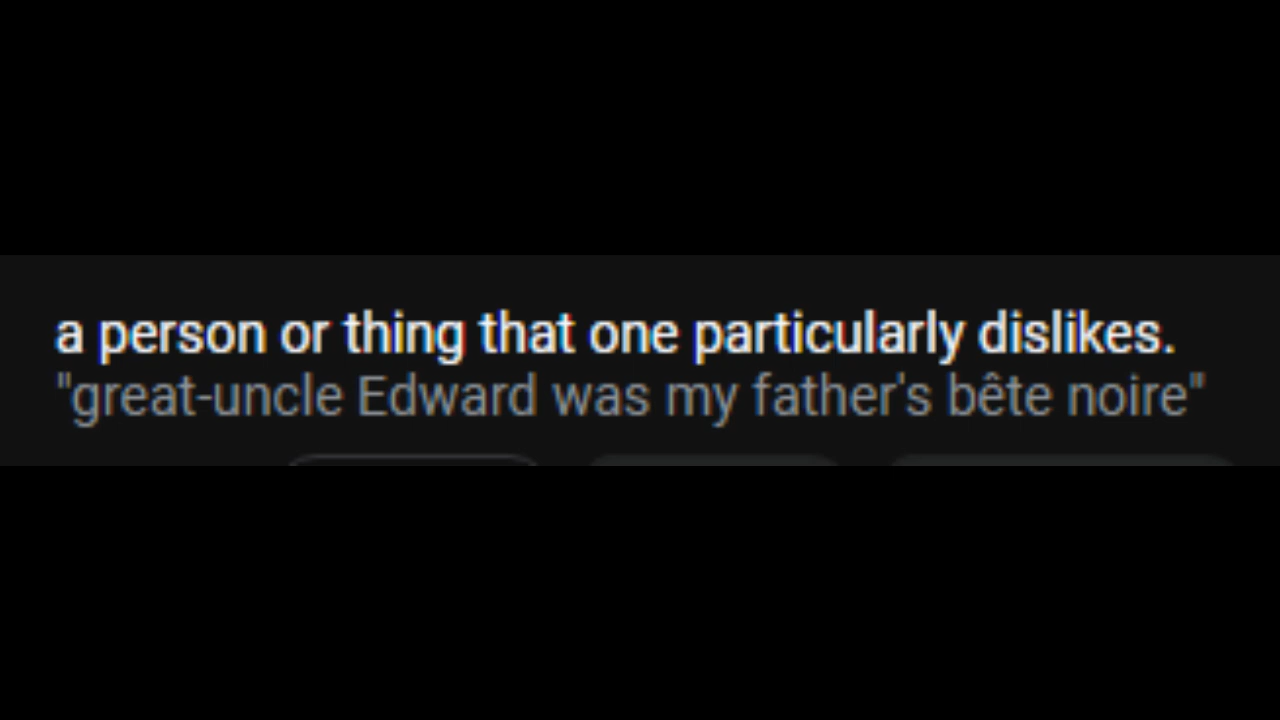 a person or thing that one particularly dislikes.
"great-uncle Edward was my father's bête noire"